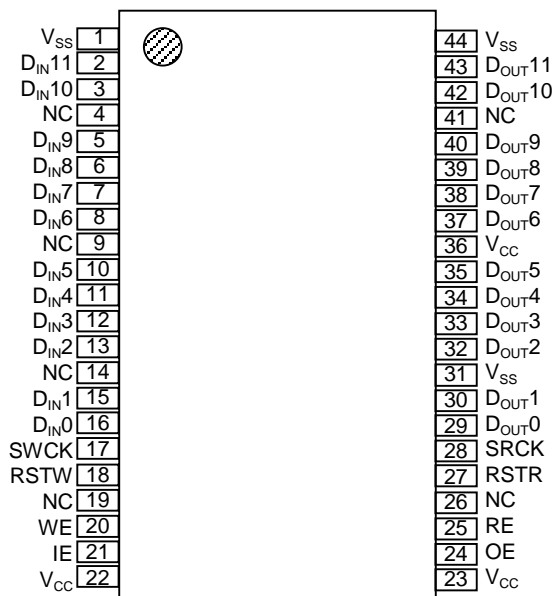 VSS 1 44 VSS
DIN11 2 43 DOUT11
DIN10 3 42 DOUT10
NC 4 41 NC
DIN9 5 40 DOUT9
DIN8 6 39 DOUT8
DIN7 7 38 DOUT7
DIN6 8 37 DOUT6
NC 9 36 VCC
DIN5 10 35 DOUT5
DIN4 11 34 DOUT4
DIN3 12 33 DOUT3
DIN2 13 32 DOUT2
NC 14 31 VSS
DIN1 15 30 DOUT1
DIN0 16 29 DOUT0
SWCK 17 28 SRCK
RSTW 18 27 RSTR
NC 19 26 NC
WE 20 25 RE
IE 21 24 OE
VCC 22 23 VCC